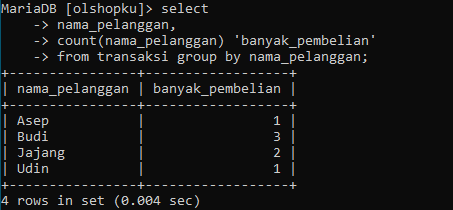 MariaDB [olshopku]> select
    -> nama_pelanggan,
    -> count(nama_pelanggan) 'banyak_pembelian'
    -> from transaksi group by nama_pelanggan;
+----------------+------------------+
| nama_pelanggan | banyak_pembelian |
+----------------+------------------+
| Asep           |                1 |
| Budi           |                3 |
| Jajang         |                2 |
| Udin           |                1 |
+----------------+------------------+
4 rows in set (0.004 sec)